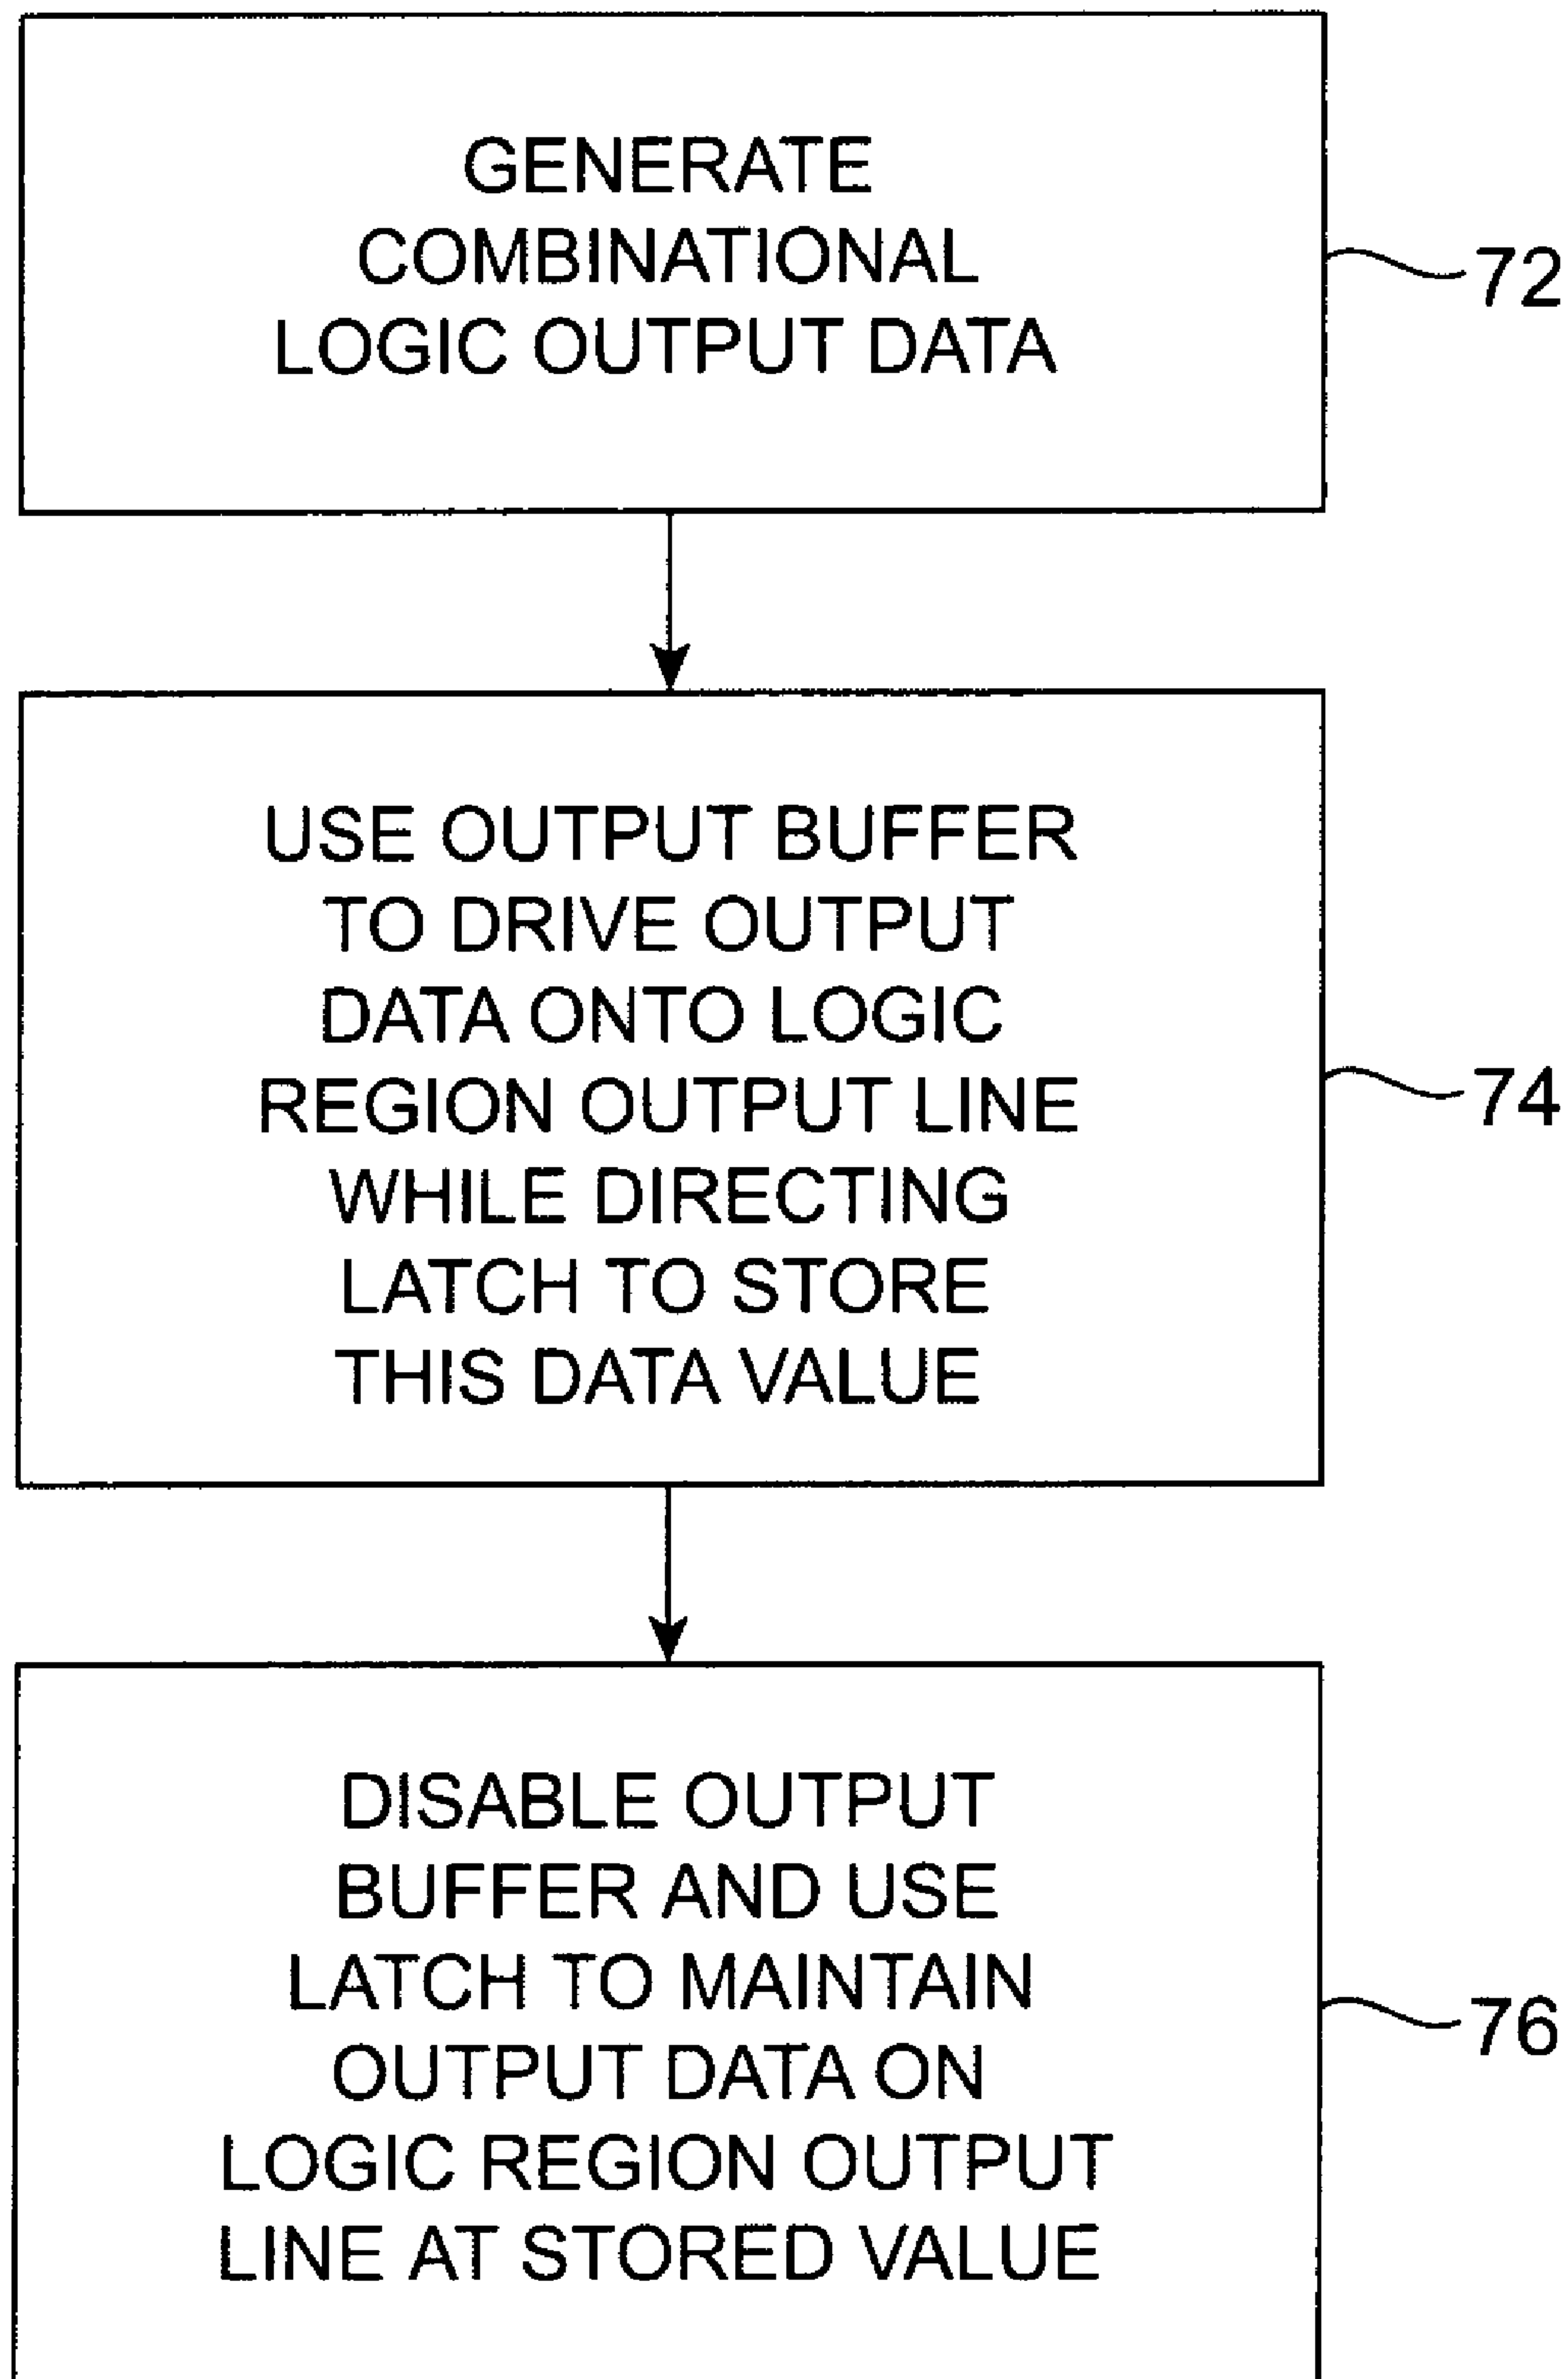 GENERATE
COMBINATIONAL
LOGIC OUTPUT DATA
72
USE OUTPUT BUFFER
TO DRIVE OUTPUT
DATA ONTO LOGIC
REGION OUTPUT LINE
WHILE DIRECTING
LATCH TO STORE
THIS DATA VALUE
74
DISABLE OUTPUT
BUFFER AND USE
LATCH TO MAINTAIN
OUTPUT DATA ON
LOGIC REGION OUTPUT
LINE AT STORED VALUE
76